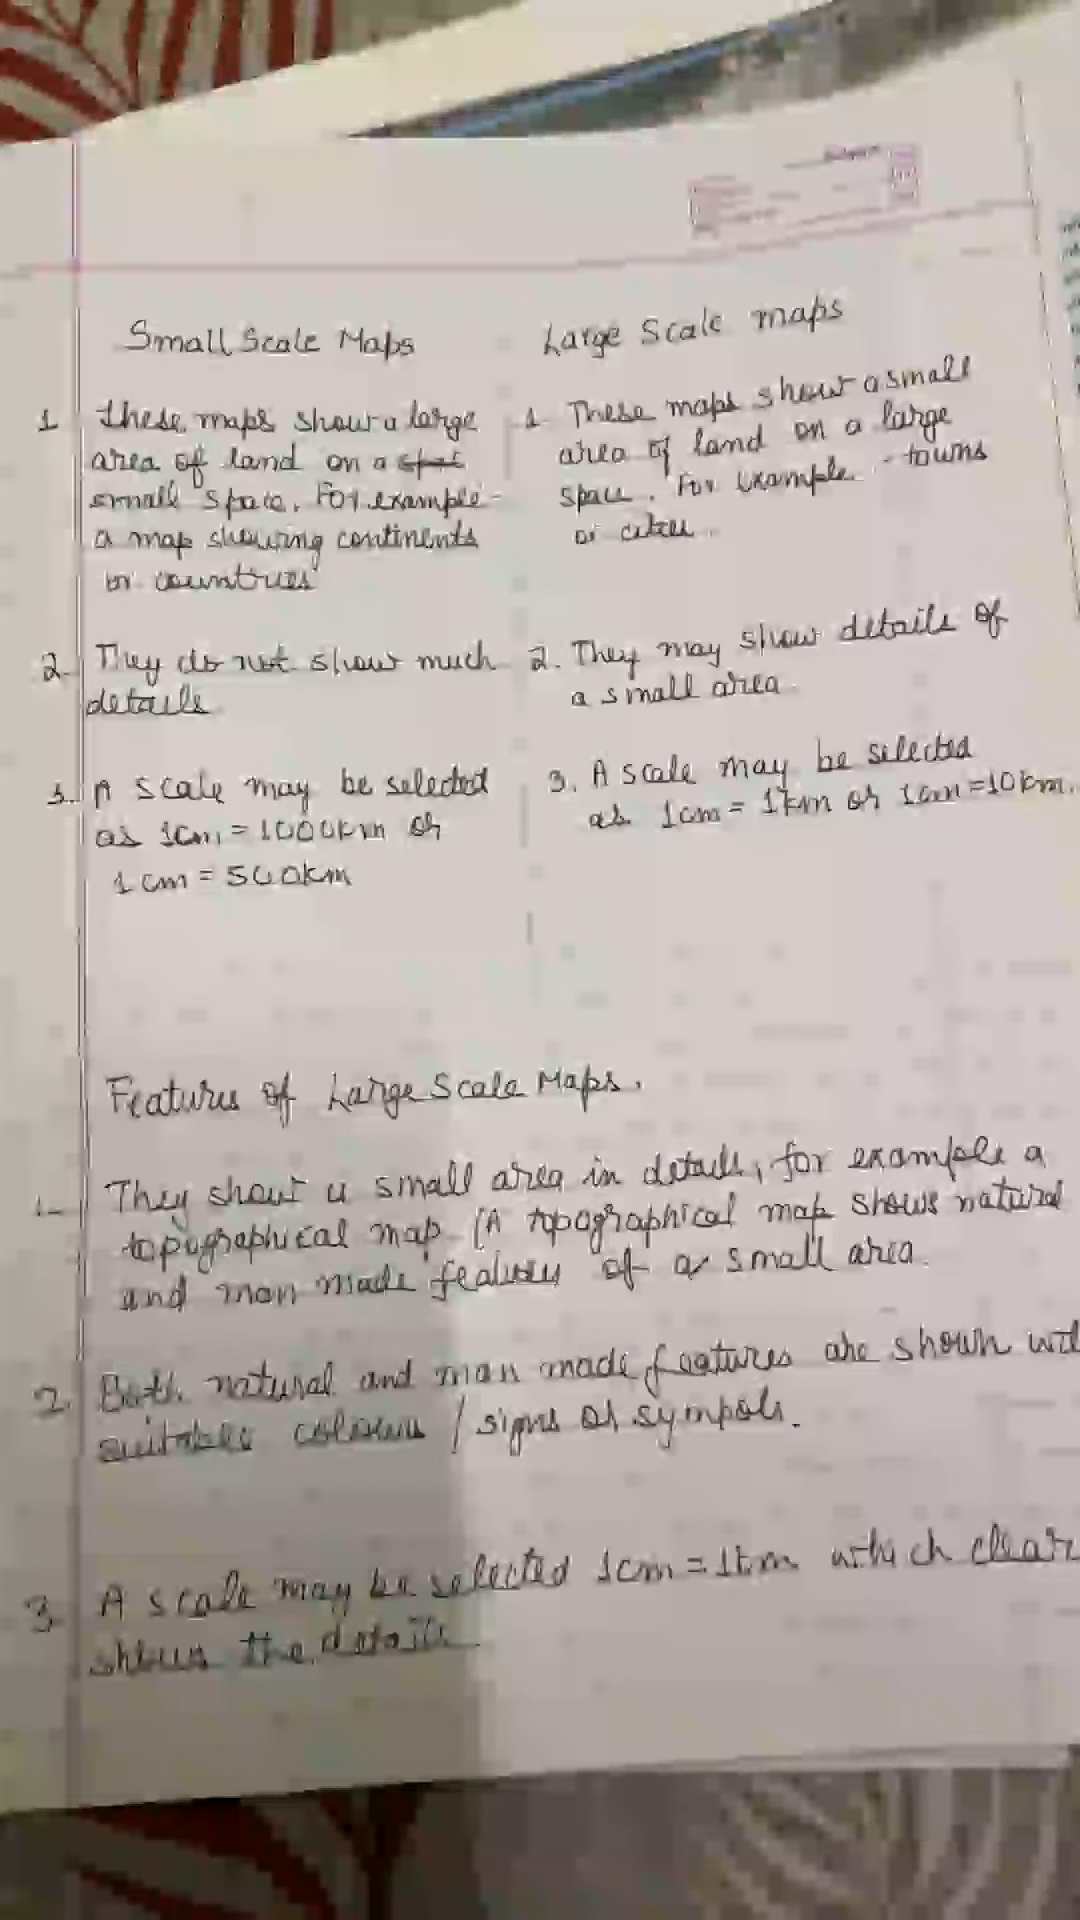 Small Scale Maps
1 these maps show a large
area of land on a
small space. For example -
a map showing continents
or countries
2. They do not show much
details
3. A scale may be selected
as 1cm = 1000km or
1 cm = 500km
Large Scale maps
1. These maps show a small
area of land on a large
space. For example - towns
or cities.
2. They may show details of
a small area
3. A scale may be selected
as 1cm = 1km or 1cm = 10km.
Features of Large Scale Maps.
1. They show a small area in details, for example a
topographical map. (A topographical map shows natural
and man made features of a small area.
2. Both natural and man made features are shown
suitable colours / signs or symbols.
3. A scale may be selected 1cm = 1km which clear
shows the details